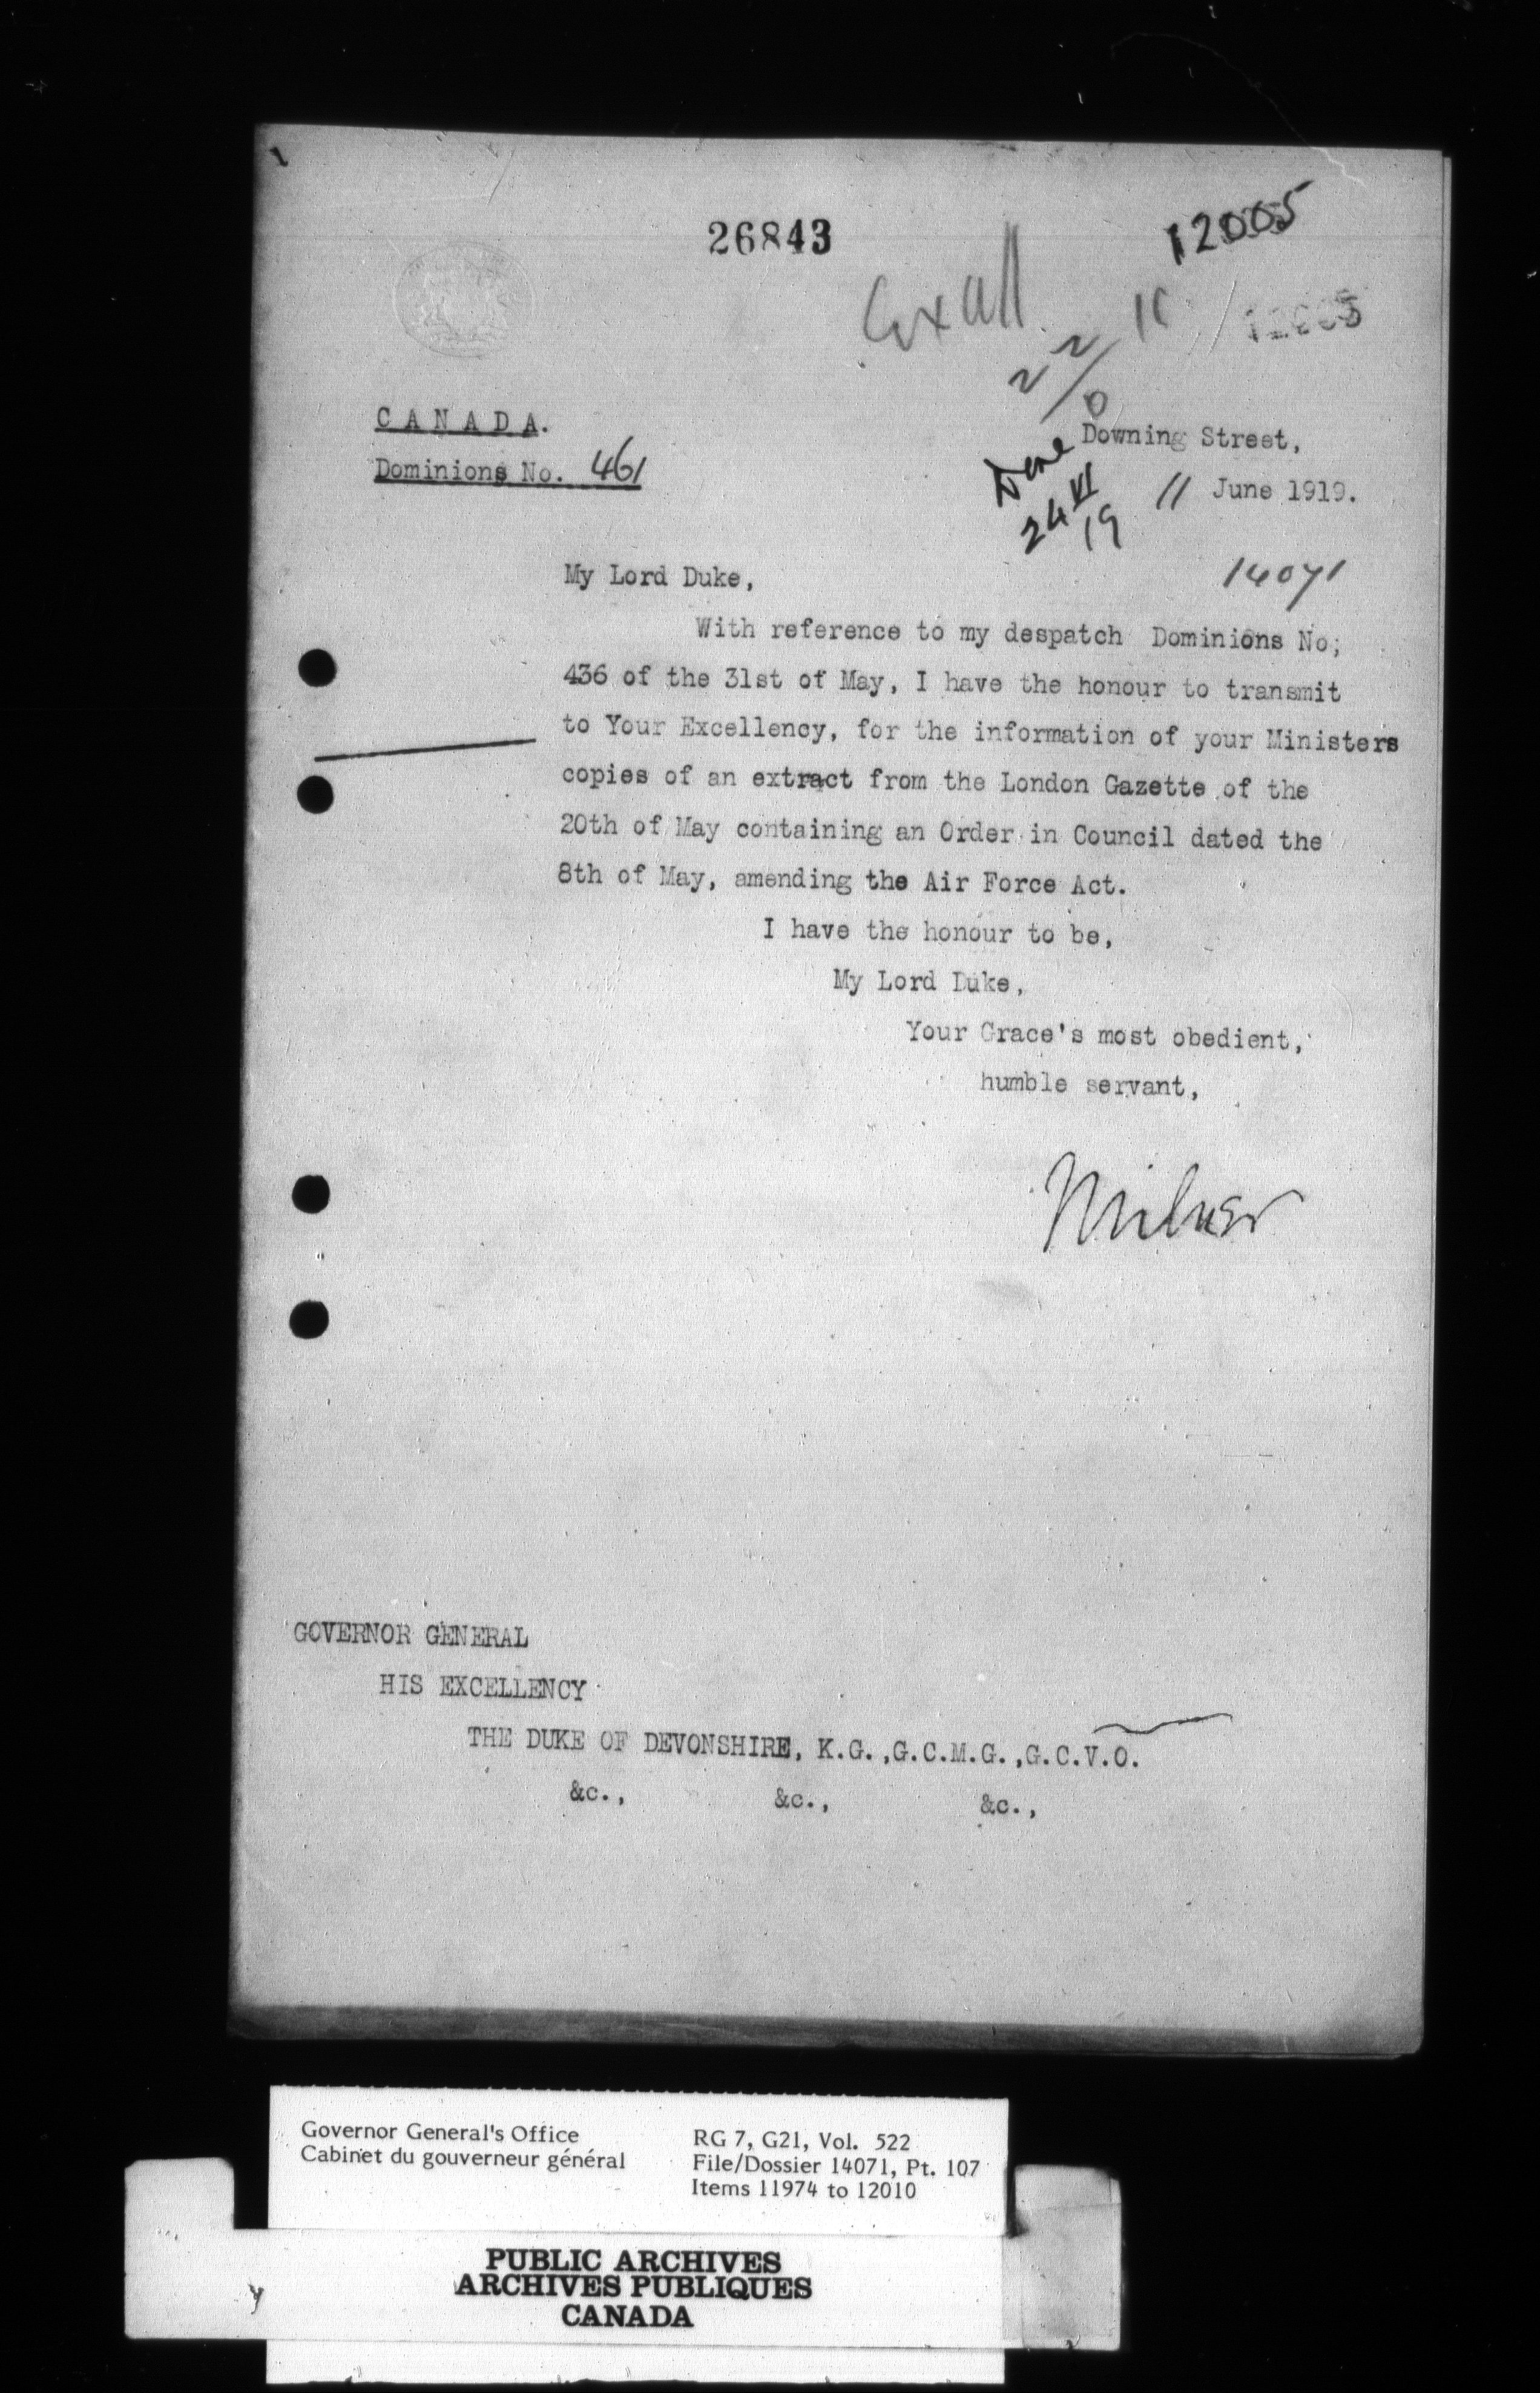 26843
12005
12005
22/0
C A N A D A.
Dominions No. 461
Downing Street,
24 VI 19
11 June 1919.
14071
My Lord Duke,
With reference to my despatch Dominions No;
436 of the 31st of May, I have the honour to transmit
to Your Excellency, for the information of your Ministers
copies of an extract from the London Gazette of the
20th of May containing an Order in Council dated the
8th of May, amending the Air Force Act.
I have the honour to be,
My Lord Duke,
Your Grace's most obedient,
humble servant,
Milner
GOVERNOR GENERAL
HIS EXCELLENCY
THE DUKE OF DEVONSHIRE, K.G.,G.C.M.G.,G.C.V.O.
&c., &c., &c.,
Governor General's Office
Cabinet du gouverneur général
RG 7, G21, Vol. 522
File/Dossier 14071, Pt. 107
Items 11974 to 12010
PUBLIC ARCHIVES
ARCHIVES PUBLIQUES
CANADA